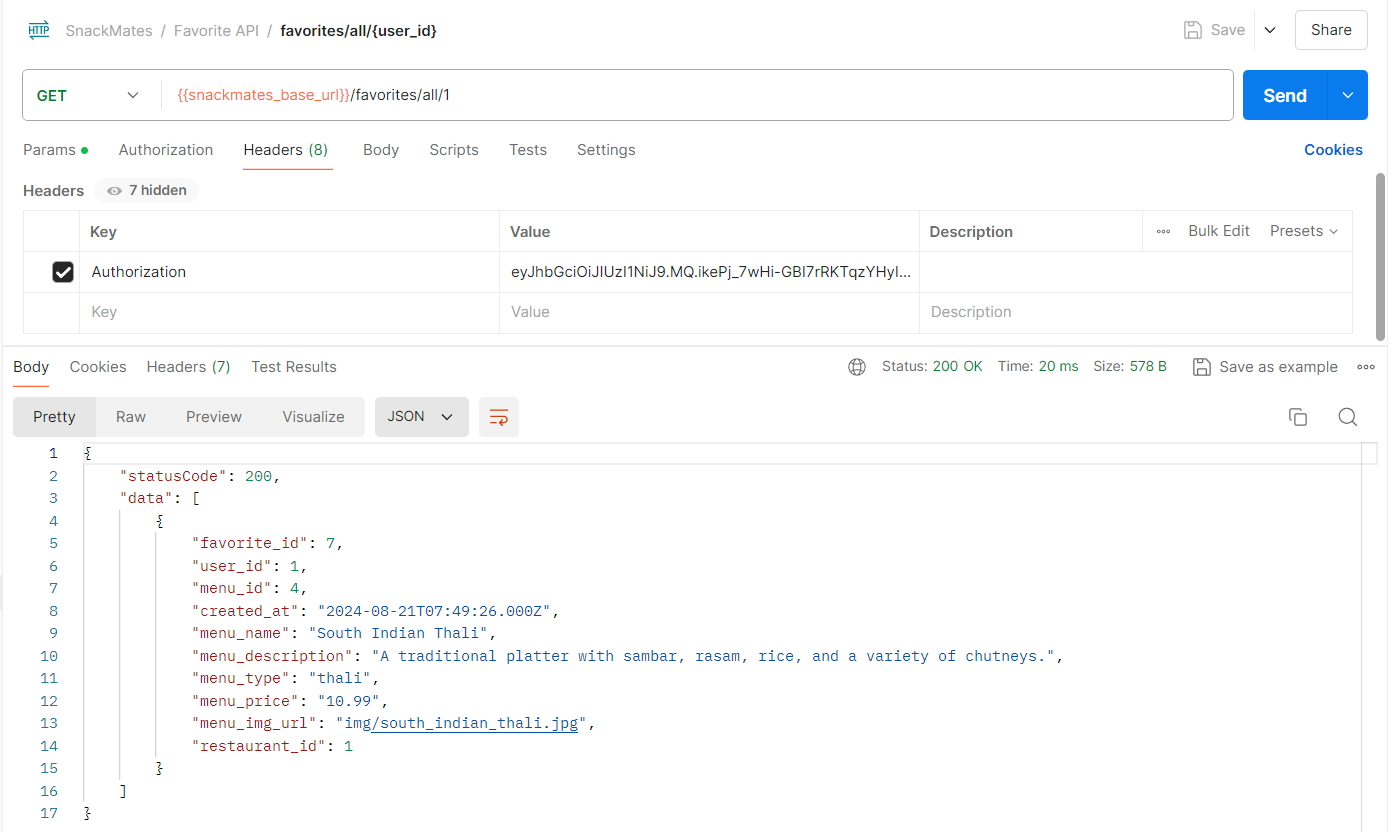 HTTP SnackMates / Favorite API / favorites/all/{user_id} Save Share
GET {{snackmates_base_url}}/favorites/all/1 Send
Params Authorization Headers (8) Body Scripts Tests Settings Cookies
Headers 7 hidden
Key Value Description Bulk Edit Presets
Authorization eyJhbGciOiJIUzI1NiJ9.MQ.ikePj_7wHi-GBI7rRKTqzYHyI...
Key Value Description
Body Cookies Headers (7) Test Results Status: 200 OK Time: 20 ms Size: 578 B Save as example
Pretty Raw Preview Visualize JSON
1 {
2 "statusCode": 200,
3 "data": [
4 {
5 "favorite_id": 7,
6 "user_id": 1,
7 "menu_id": 4,
8 "created_at": "2024-08-21T07:49:26.000Z",
9 "menu_name": "South Indian Thali",
10 "menu_description": "A traditional platter with sambar, rasam, rice, and a variety of chutneys.",
11 "menu_type": "thali",
12 "menu_price": "10.99",
13 "menu_img_url": "img/south_indian_thali.jpg",
14 "restaurant_id": 1
15 }
16 ]
17 }